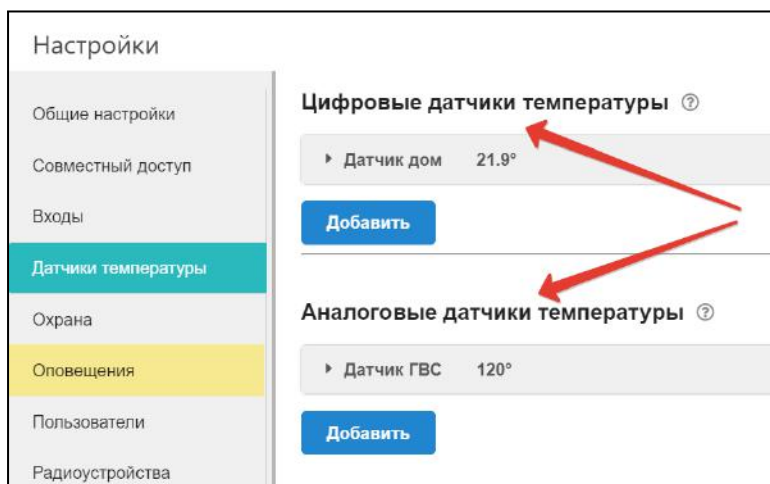 Настройки
Общие настройки
Совместный доступ
Входы
Датчики температуры
Охрана
Оповещения
Пользователи
Радиоустройства
Цифровые датчики температуры ?
Датчик дом 21.9°
Добавить
Аналоговые датчики температуры ?
Датчик ГВС 120°
Добавить